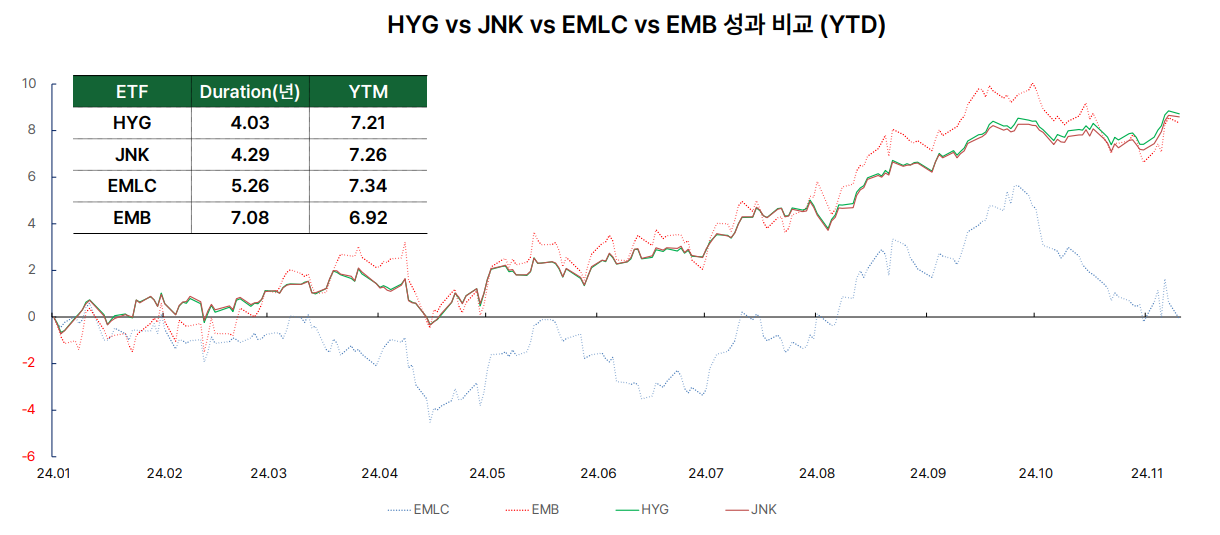 HYG vs JNK vs EMLC vs EMB 성과 비교 (YTD)
ETF Duration(년) YTM
HYG 4.03 7.21
JNK 4.29 7.26
EMLC 5.26 7.34
EMB 7.08 6.92
10
8
6
4
2
0
-2
-4
-6
24.01 24.02 24.03 24.04 24.05 24.06 24.07 24.08 24.09 24.10 24.11
EMLC EMB HYG JNK